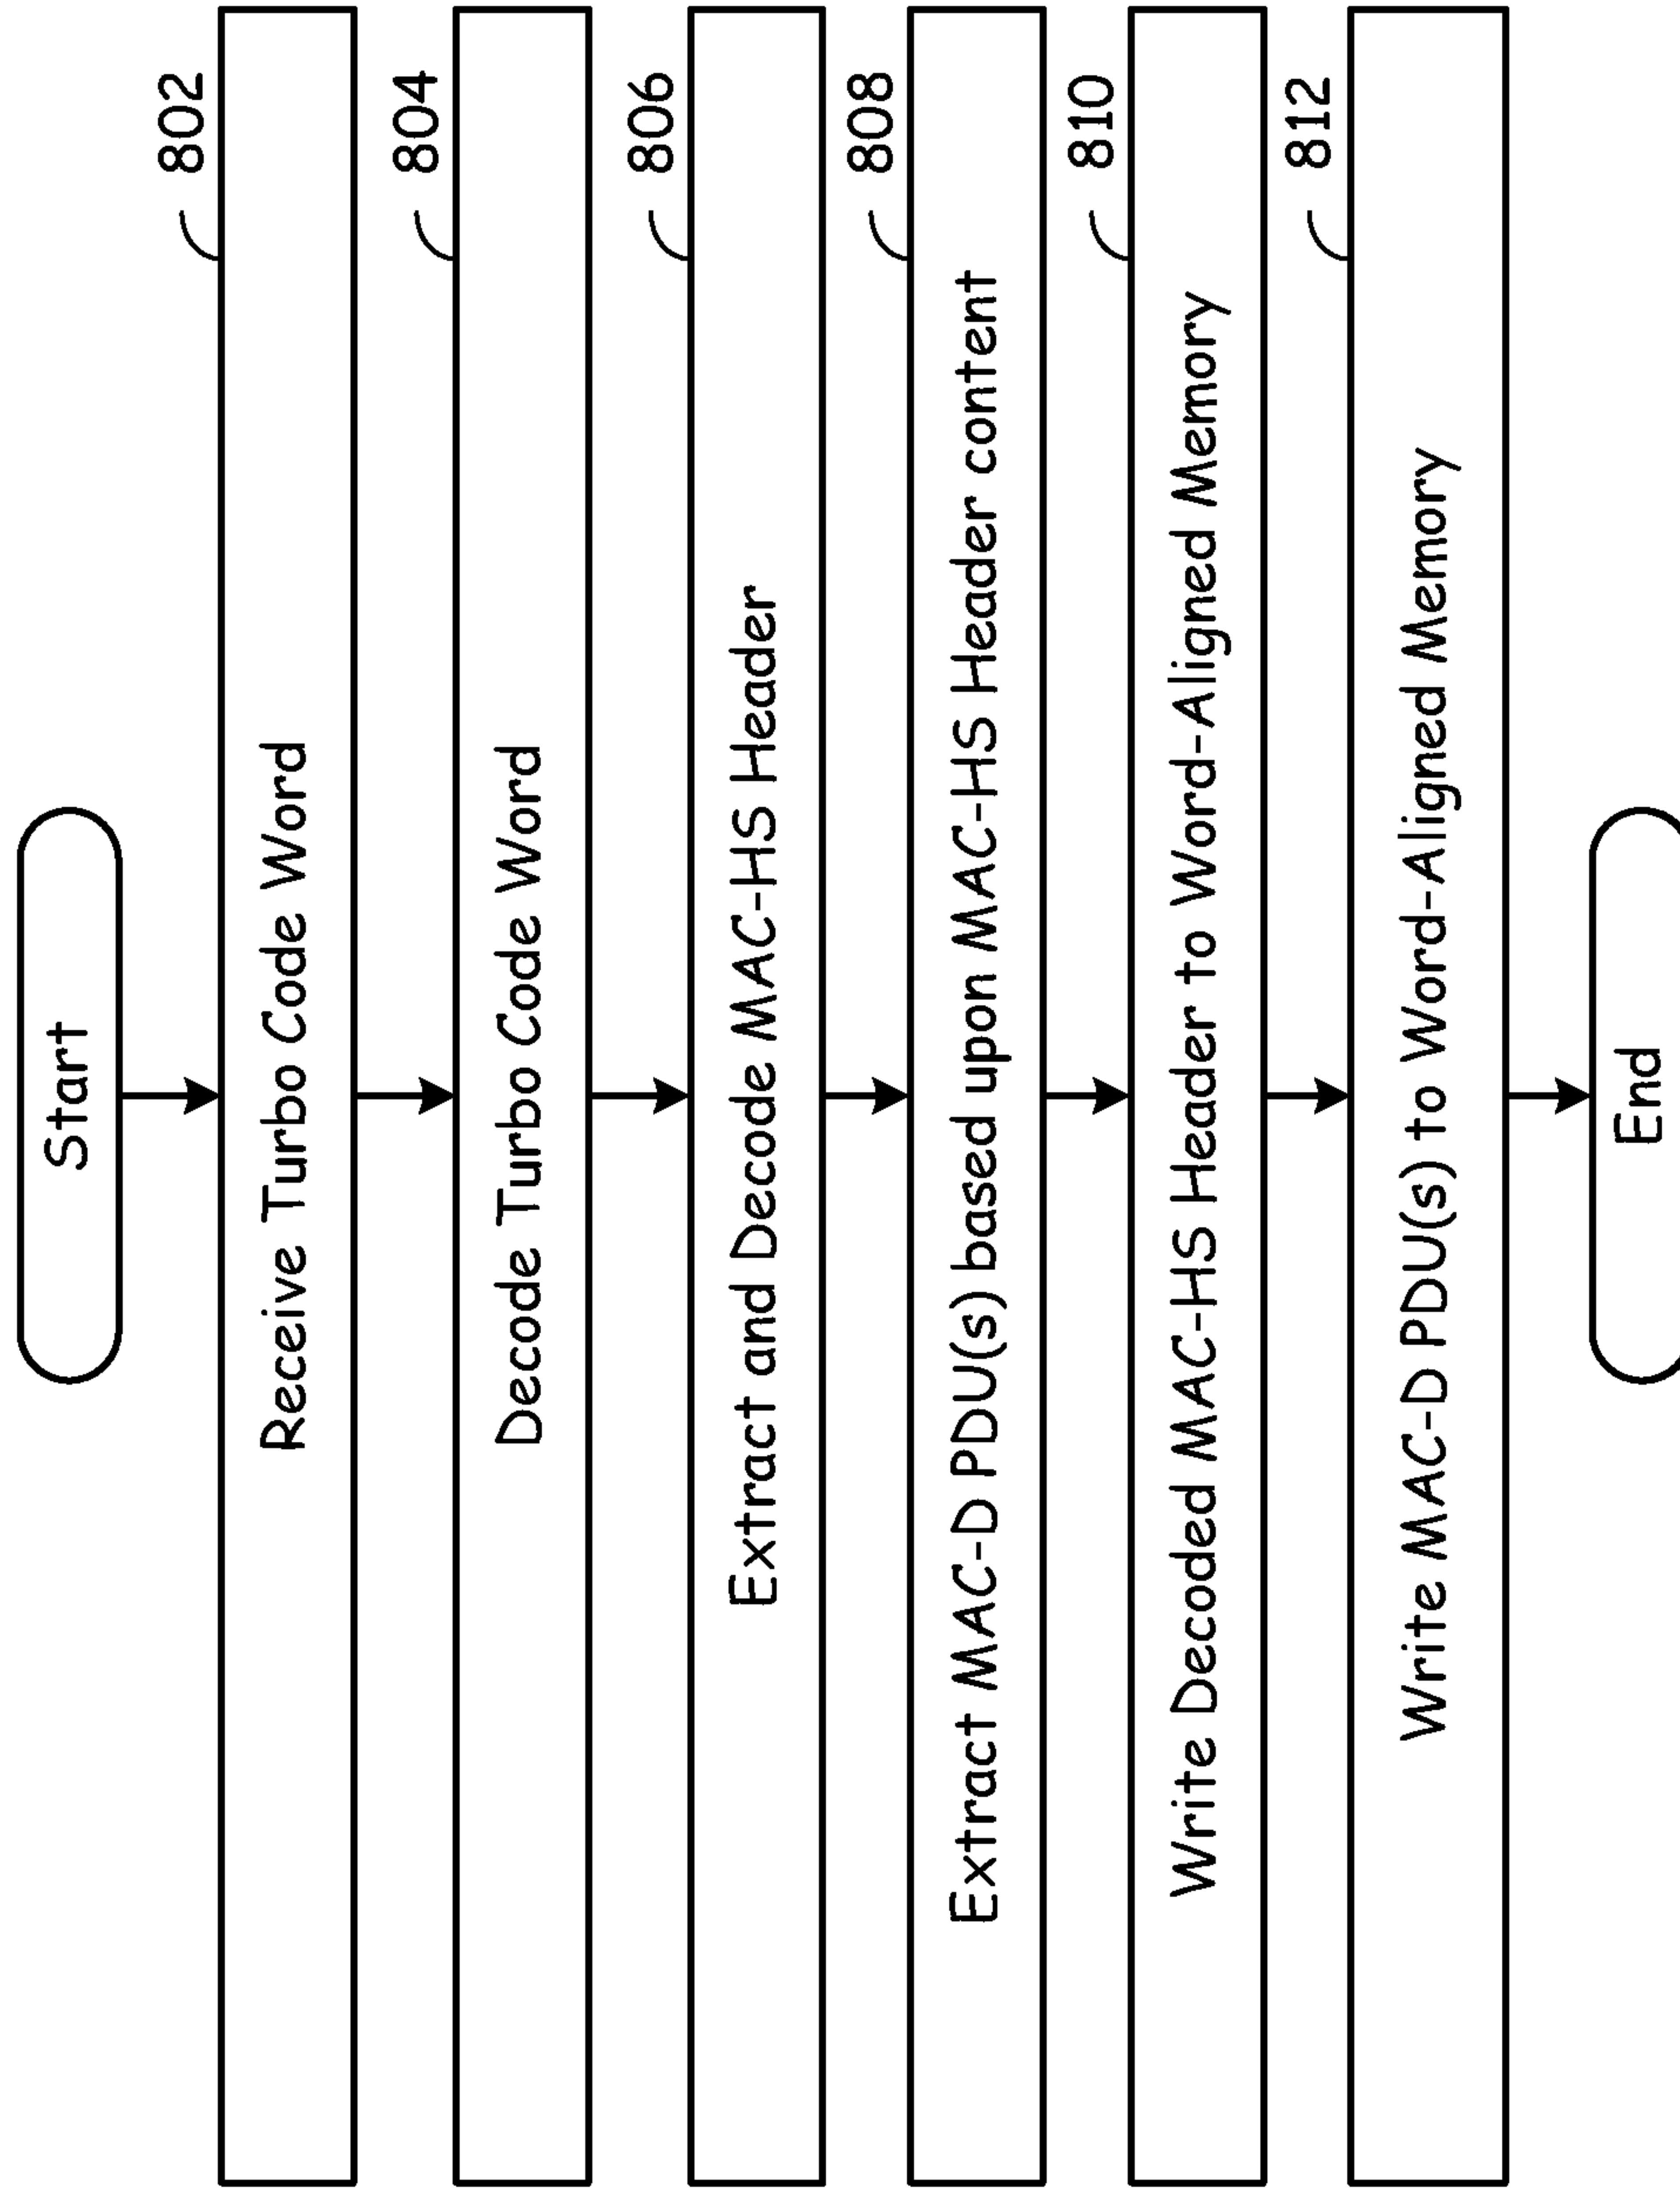 Start
802
Receive Turbo Code Word
804
Decode Turbo Code Word
806
Extract and Decode MAC-HS Header
808
Extract MAC-D PDU(s) based upon MAC-HS Header content
810
Write Decoded MAC-HS Header to Word-Aligned Memory
812
Write MAC-D PDU(s) to Word-Aligned Memory
End